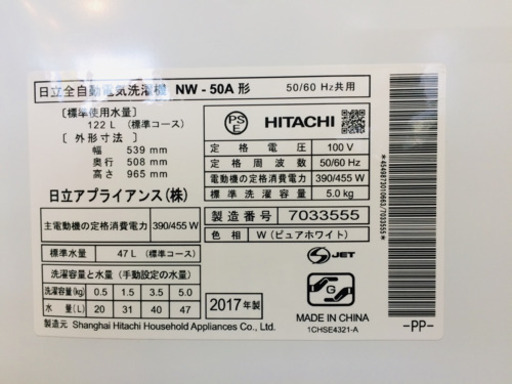 日立全自動電気洗濯機 NW-50A 形 50/60 Hz共用
〔標準使用水量〕
122 L (標準コース)
〔外形寸法〕
幅 539 mm
奥行 508 mm
高さ 965 mm
日立アプライアンス(株)
主電動機の定格消費電力 390/455 W
標準水量 47 L (標準コース)
洗濯容量と水量 (手動設定の水量)
洗濯容量(kg) 0.5 1.5 3.5 5.0
水量(L) 20 31 40 47
PS
E
HITACHI
定格電圧 100 V
定格周波数 50/60 Hz
電動機の定格消費電力 390/455 W
標準洗濯容量 5.0kg
製造番号 7033555
色相 W (ピュアホワイト)
JET
2017年製
G
MADE IN CHINA
1CHSE4321-A
製造元 Shanghai Hitachi Household Appliances Co., Ltd.
*4549873010663/7033555*
-PP-